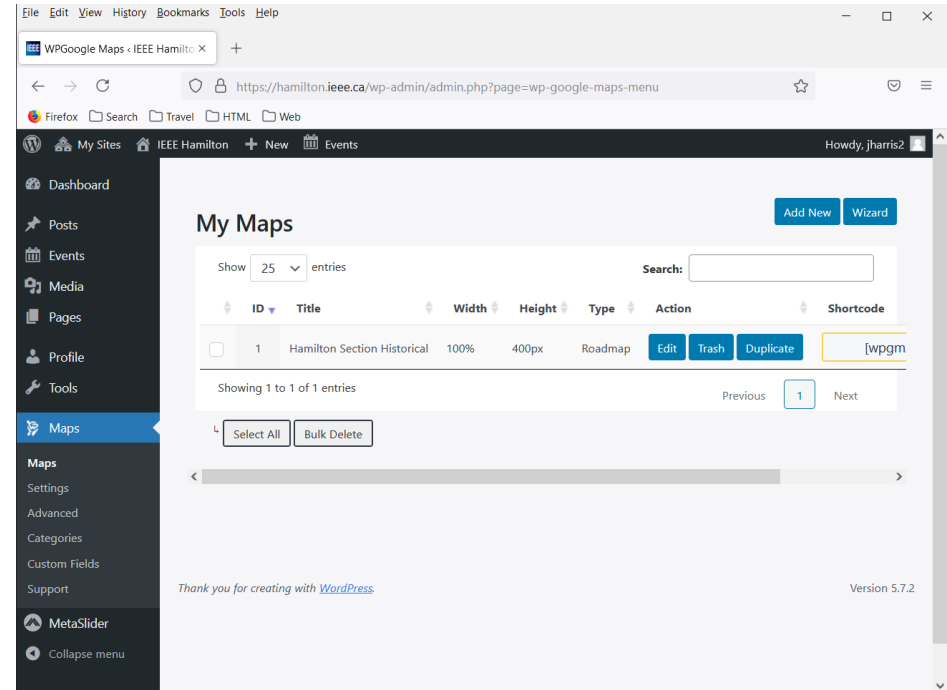 File Edit View History Bookmarks Tools Help
IEEE WPGoogle Maps ‹ IEEE Hamilto
https://hamilton.ieee.ca/wp-admin/admin.php?page=wp-google-maps-menu
Firefox Search Travel HTML Web
My Sites IEEE Hamilton New Events Howdy, jharris2
Dashboard
Posts
Events
Media
Pages
Profile
Tools
Maps
Maps
Settings
Advanced
Categories
Custom Fields
Support
MetaSlider
Collapse menu
My Maps
Add New Wizard
Show 25 entries Search:
ID Title Width Height Type Action Shortcode
1 Hamilton Section Historical 100% 400px Roadmap Edit Trash Duplicate [wpgm
Showing 1 to 1 of 1 entries
Previous 1 Next
Select All Bulk Delete
Thank you for creating with WordPress. Version 5.7.2